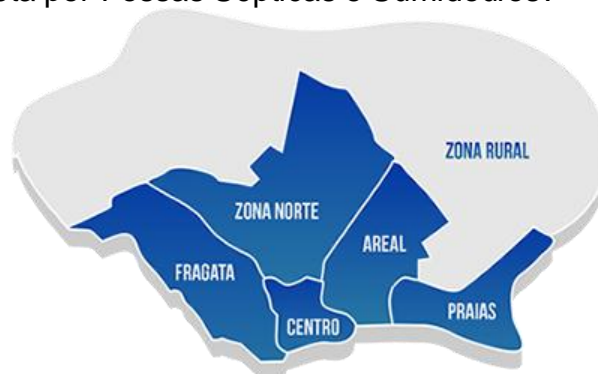 por Fossas Sépticas e Sumidouros.
ZONA RURAL
ZONA NORTE
AREAL
FRAGATA
PRAIAS
CENTRO